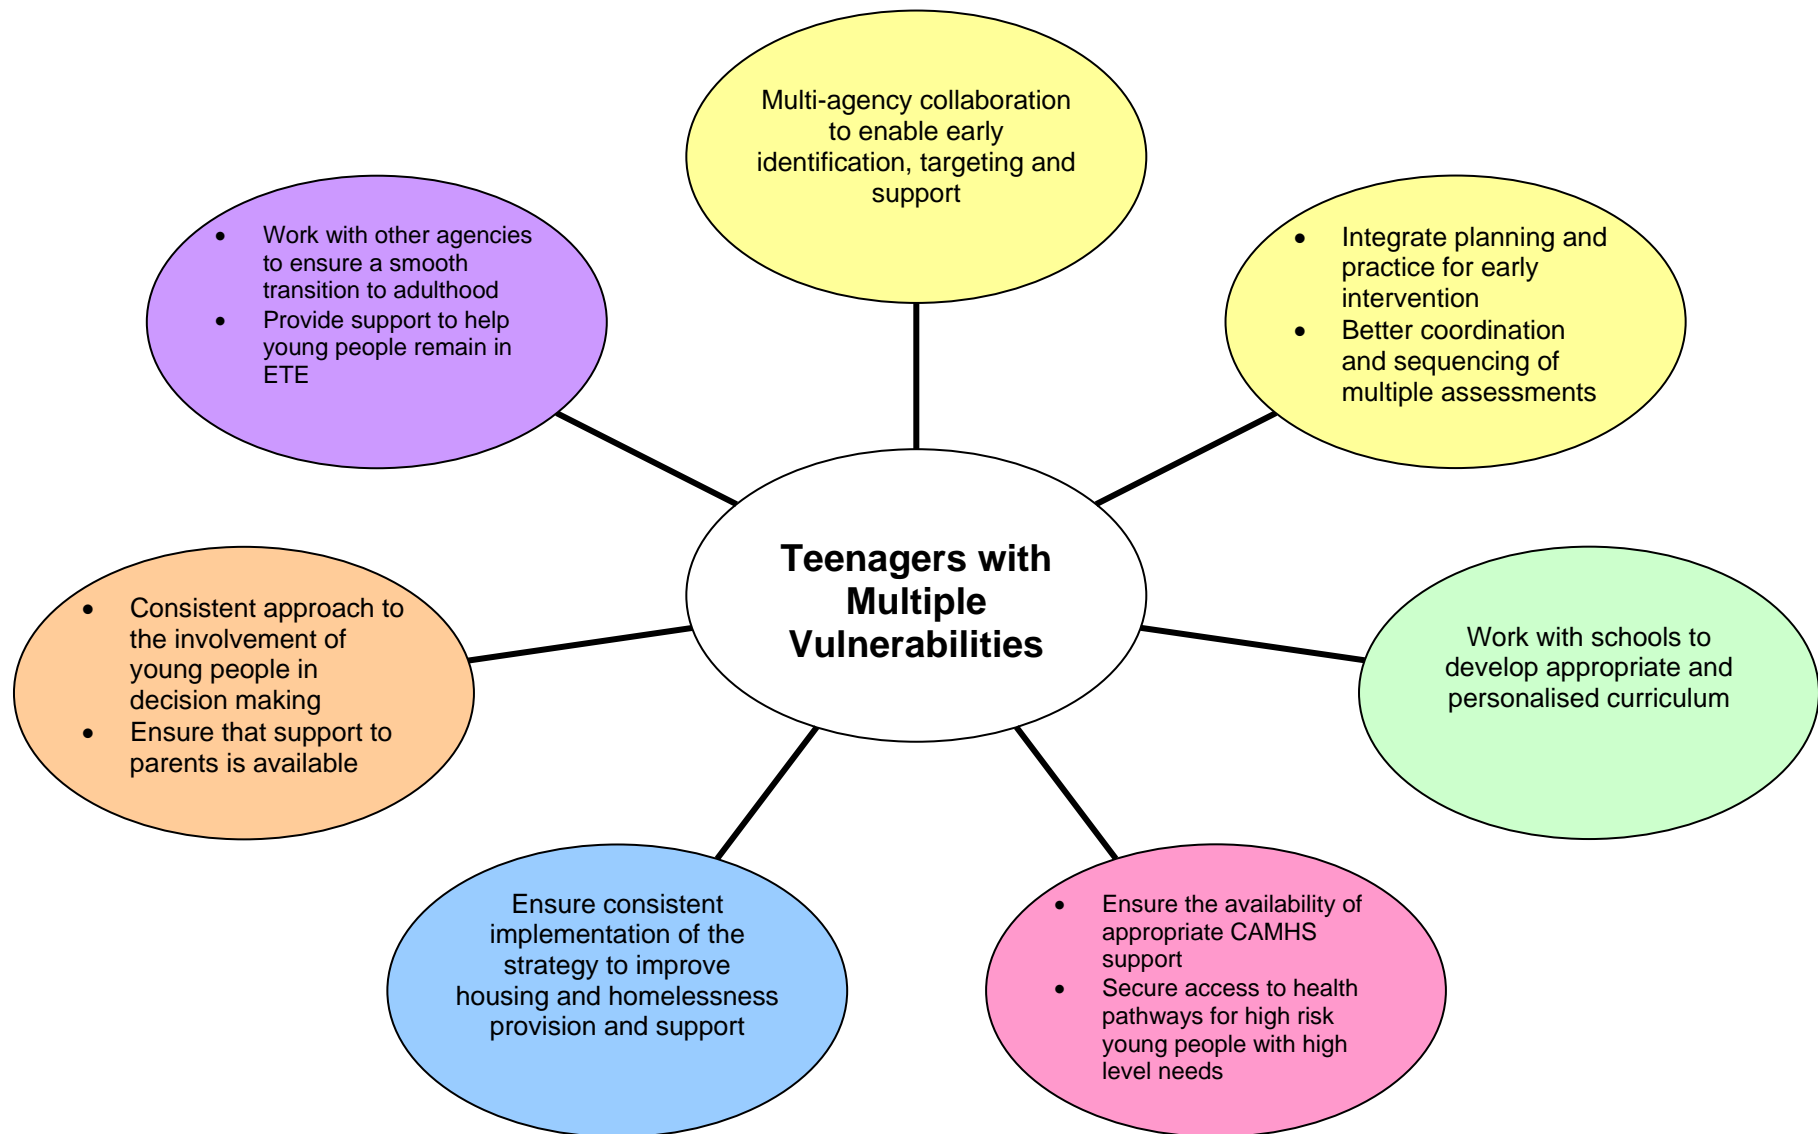 Multi-agency collaboration
to enable early
identification, targeting and
support
• Work with other agencies
to ensure a smooth
transition to adulthood
• Provide support to help
young people remain in
ETE
• Integrate planning and
practice for early
intervention
• Better coordination
and sequencing of
multiple assessments
Teenagers with
Multiple
Vulnerabilities
• Consistent approach to
the involvement of
young people in
decision making
• Ensure that support to
parents is available
Work with schools to
develop appropriate and
personalised curriculum
Ensure consistent
implementation of the
strategy to improve
housing and homelessness
provision and support
• Ensure the availability of
appropriate CAMHS
support
• Secure access to health
pathways for high risk
young people with high
level needs